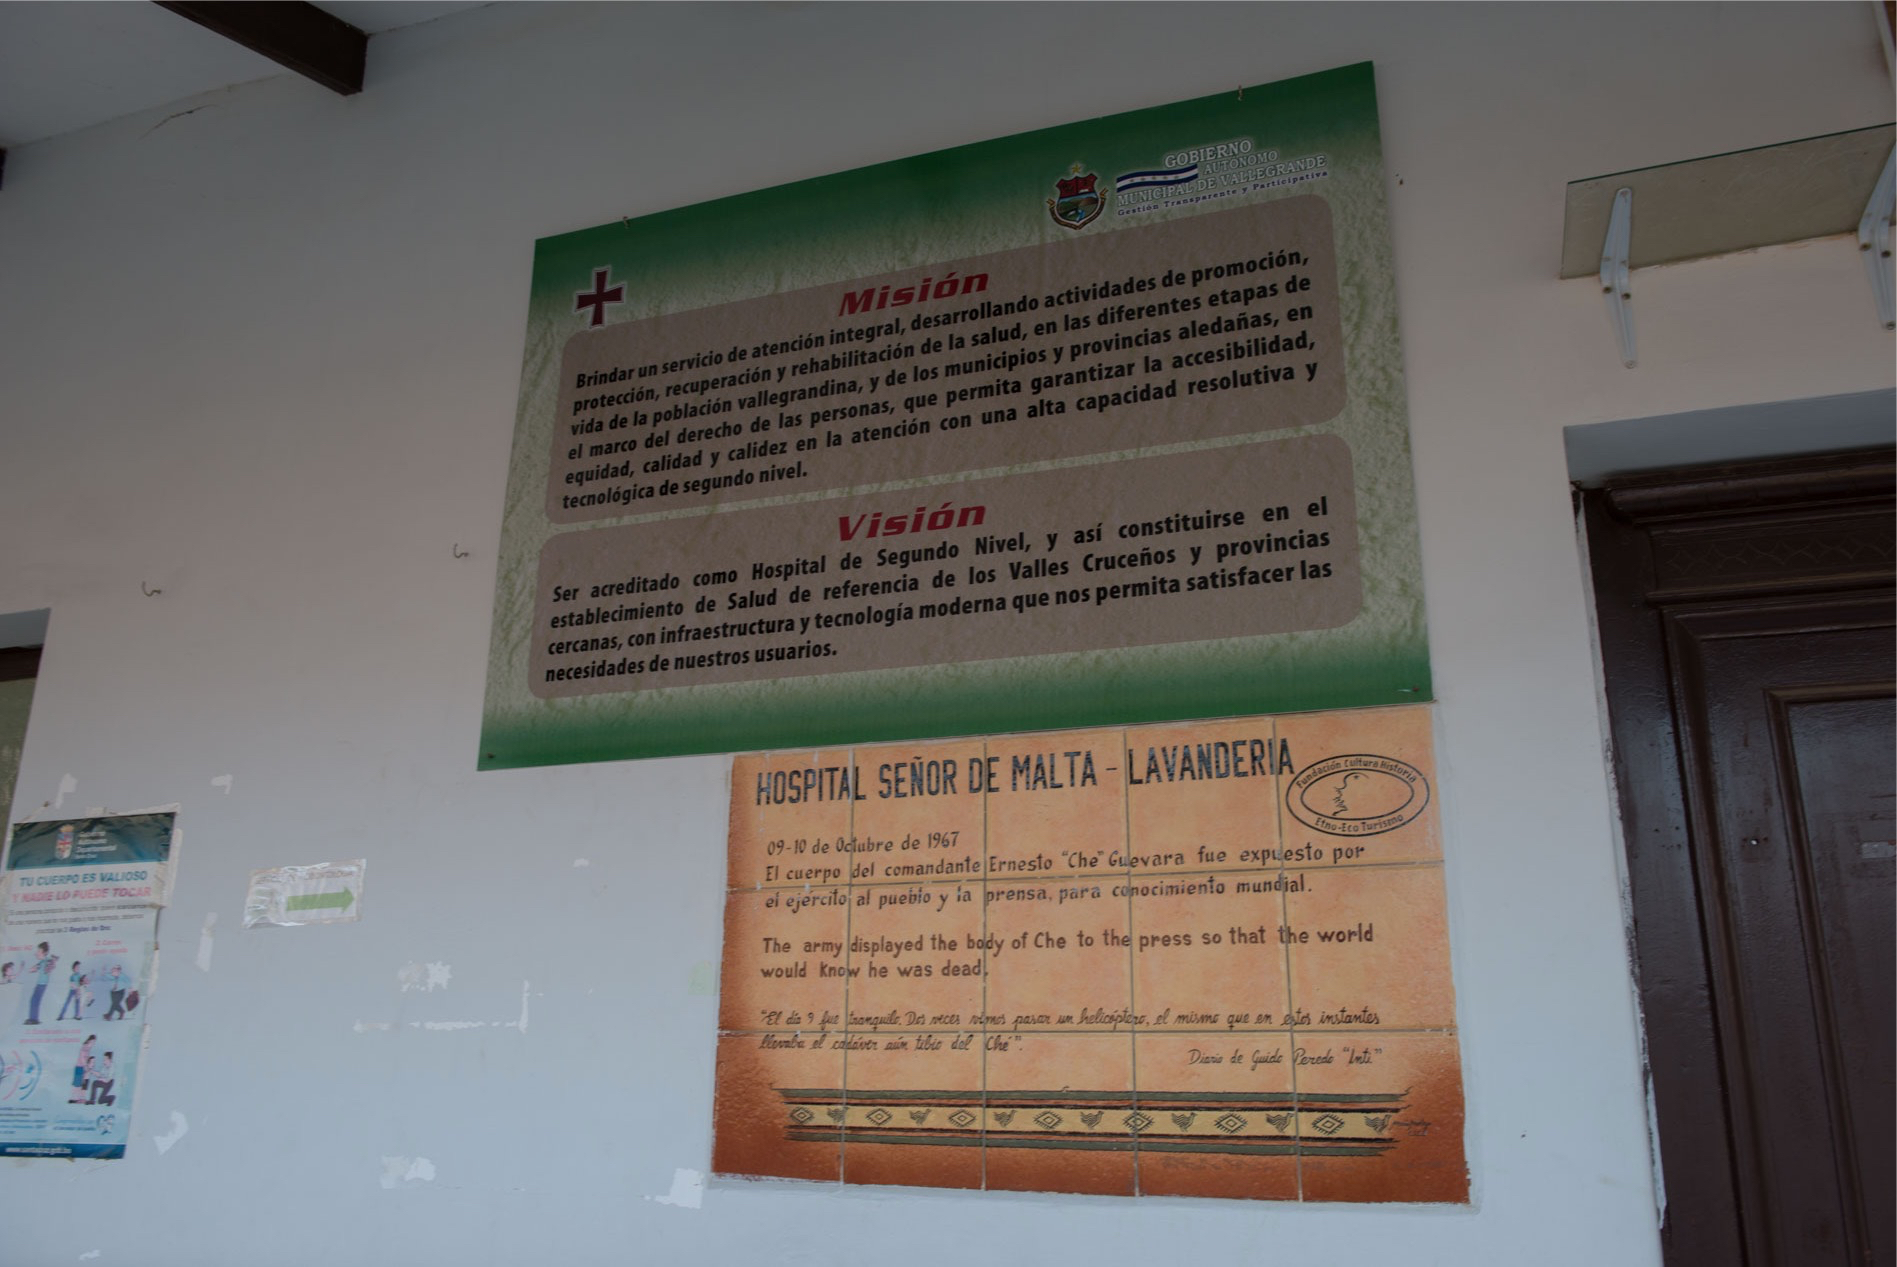 GOBIERNO
AUTÓNOMO
MUNICIPAL DE VALLEGRANDE
Gestión Transparente y Participativa
Misión
Brindar un servicio de atención integral, desarrollando actividades de promoción,
protección, recuperación y rehabilitación de la salud, en las diferentes etapas de
vida de la población vallegrandina, y de los municipios y provincias aledañas, en
el marco del derecho de las personas, que permita garantizar la accesibilidad,
equidad, calidad y calidez en la atención con una alta capacidad resolutiva y
tecnológica de segundo nivel.
Visión
Ser acreditado como Hospital de Segundo Nivel, y así constituirse en el
establecimiento de Salud de referencia de los Valles Cruceños y provincias
cercanas, con infraestructura y tecnología moderna que nos permita satisfacer las
necesidades de nuestros usuarios.
HOSPITAL SEÑOR DE MALTA - LAVANDERIA
Fundación Cultura Historia
Etno-Eco Turismo
09-10 de Octubre de 1967
El cuerpo del comandante Ernesto "Che" Guevara fue expuesto por
el ejército al pueblo y la prensa, para conocimiento mundial.
The army displayed the body of Che to the press so that the world
would know he was dead.
"El día 9 fue tranquilo. Dos veces vimos pasar un helicóptero, el mismo que en estos instantes
llevaba el cadáver aún tibio del Ché".
Diario de Guido Peredo "Inti"
TU CUERPO ES VALIOSO
Y NADIE LO PUEDE TOCAR